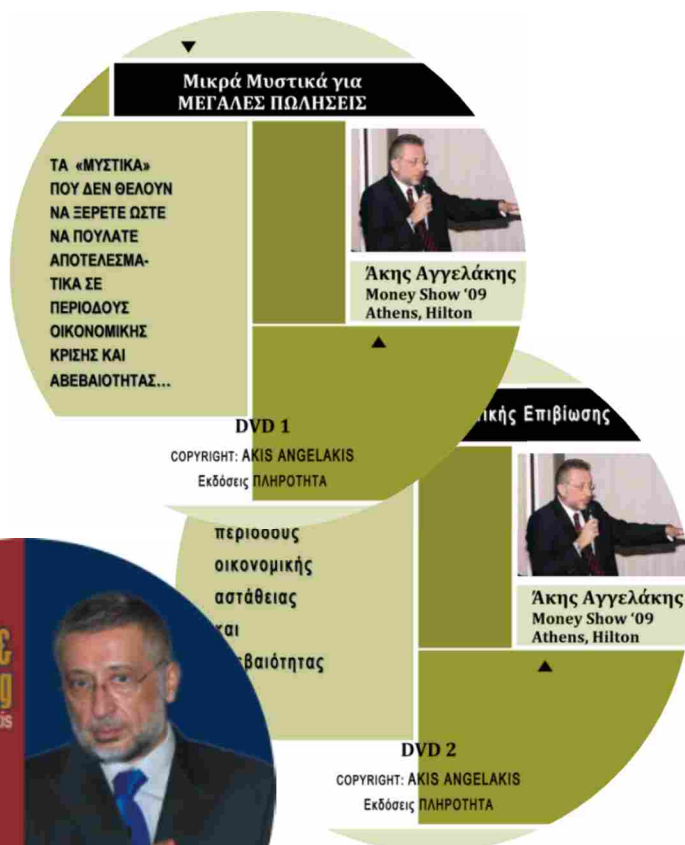 Μικρά Μυστικά για
ΜΕΓΑΛΕΣ ΠΩΛΗΣΕΙΣ
ΤΑ «ΜΥΣΤΙΚΑ»
ΠΟΥ ΔΕΝ ΘΕΛΟΥΝ
ΝΑ ΞΕΡΕΤΕ ΩΣΤΕ
ΝΑ ΠΟΥΛΑΤΕ
ΑΠΟΤΕΛΕΣΜΑ-
ΤΙΚΑ ΣΕ
ΠΕΡΙΟΔΟΥΣ
ΟΙΚΟΝΟΜΙΚΗΣ
ΚΡΙΣΗΣ ΚΑΙ
ΑΒΕΒΑΙΟΤΗΤΑΣ...
Άκης Αγγελάκης
Money Show ‘09
Athens, Hilton
DVD 1
COPYRIGHT: AKIS ANGELAKIS
Εκδόσεις ΠΛΗΡΟΤΗΤΑ
Επιβίωσης
περιόδους
οικονομικής
αστάθειας
και
Άκης Αγγελάκης
Money Show ‘09
Athens, Hilton
DVD 2
COPYRIGHT: AKIS ANGELAKIS
Εκδόσεις ΠΛΗΡΟΤΗΤΑ